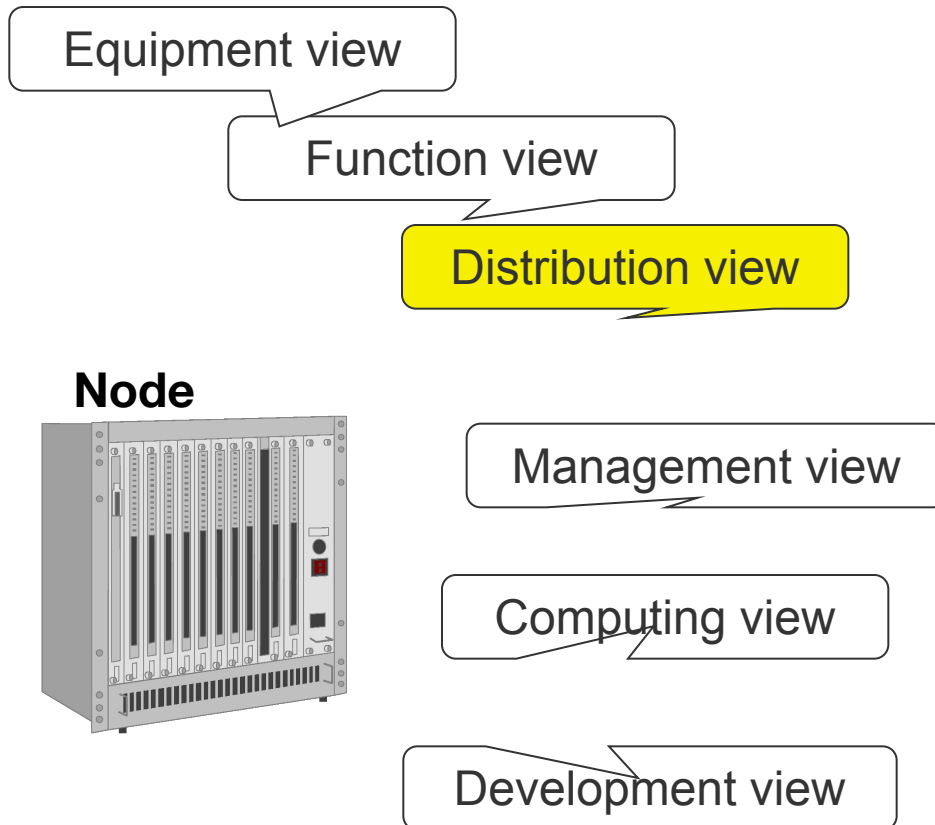 Equipment view
Function view
Distribution view
Node
Management view
Computing view
Development view